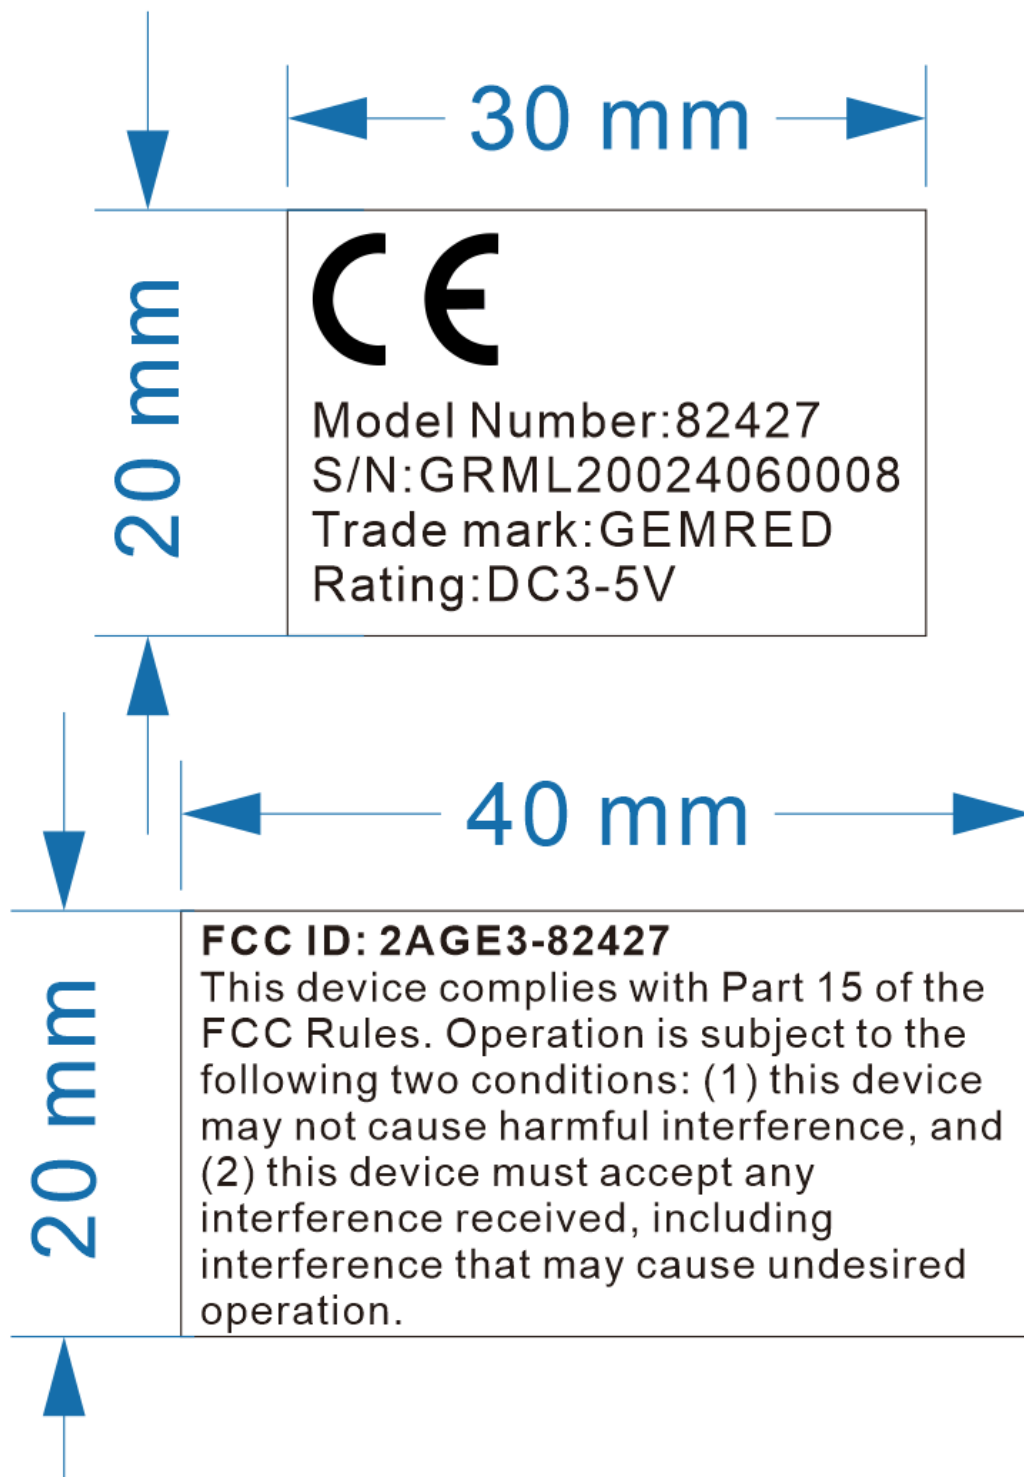 30 mm
20 mm
CE
Model Number:82427
S/N:GRML20024060008
Trade mark:GEMRED
Rating:DC3-5V
40 mm
20 mm
FCC ID: 2AGE3-82427
This device complies with Part 15 of the
FCC Rules. Operation is subject to the
following two conditions: (1) this device
may not cause harmful interference, and
(2) this device must accept any
interference received, including
interference that may cause undesired
operation.